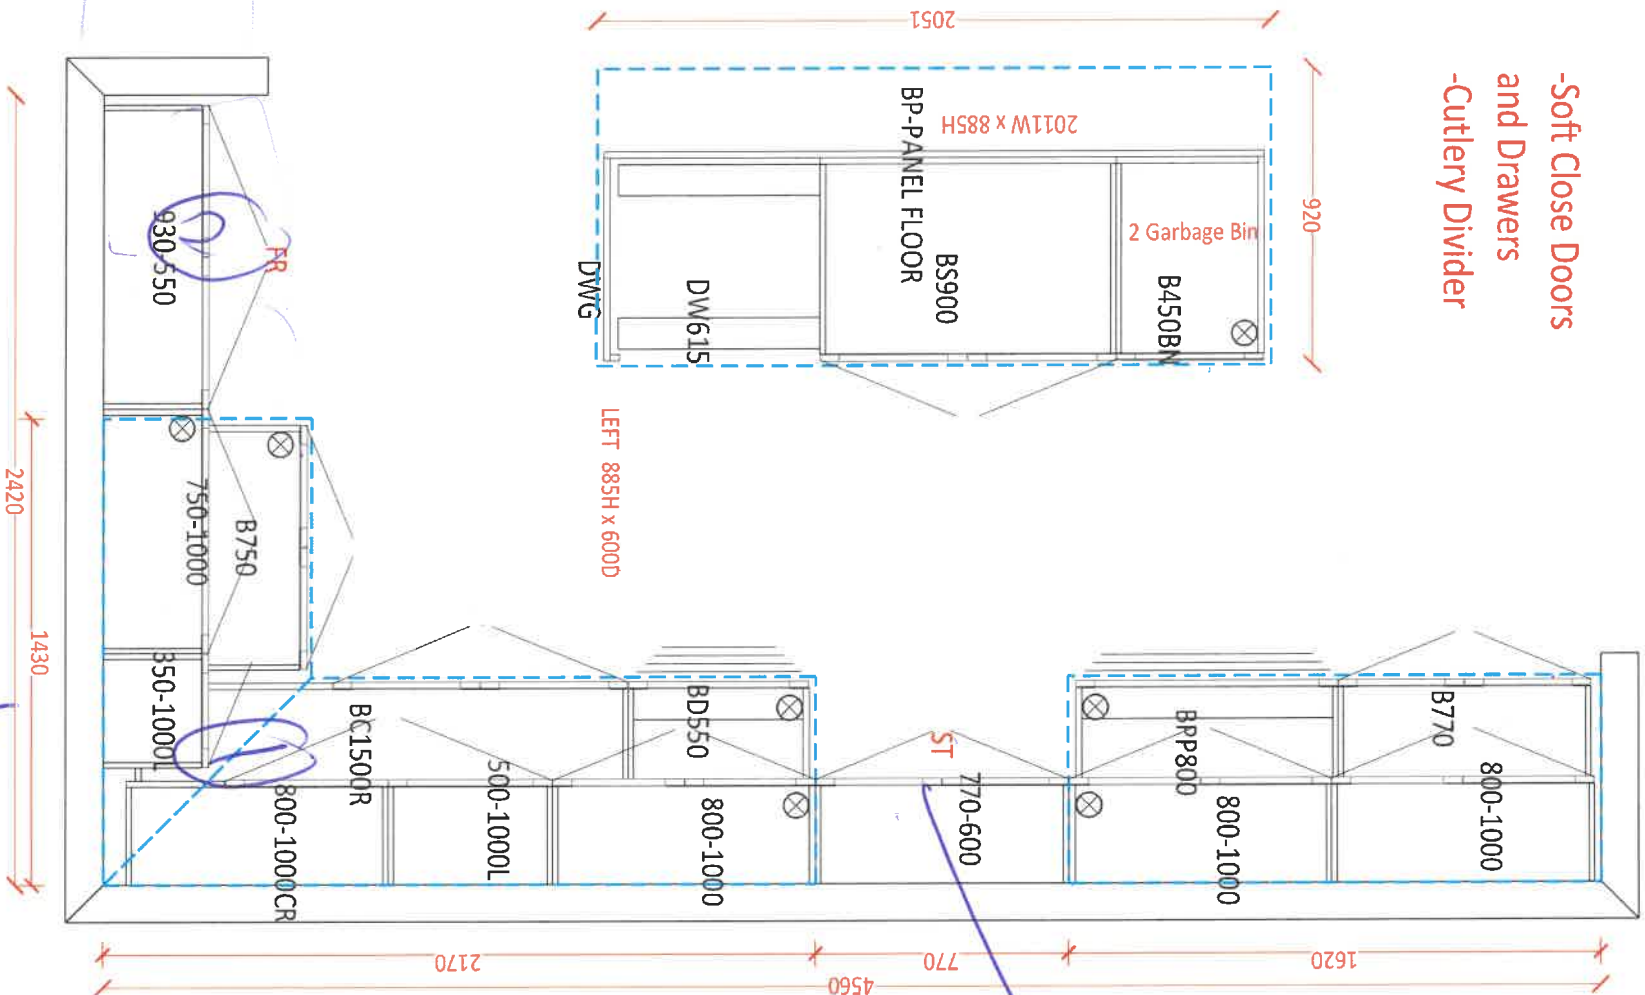 -Soft Close Doors
and Drawers
-Cutlery Divider
2051
920
2011W x 885H
BP-PANEL FLOOR
2 Garbage Bin
BS900
B450BN
DW615
DWG
LEFT 885H x 600D
930-550
FR
750-1000
B750
350-1000L
2420
1430
BC1500R
BD550
800-1000CR
500-1000L
800-1000
ST
770-600
BPP800
B770
800-1000
800-1000
2170
770
1620
4560